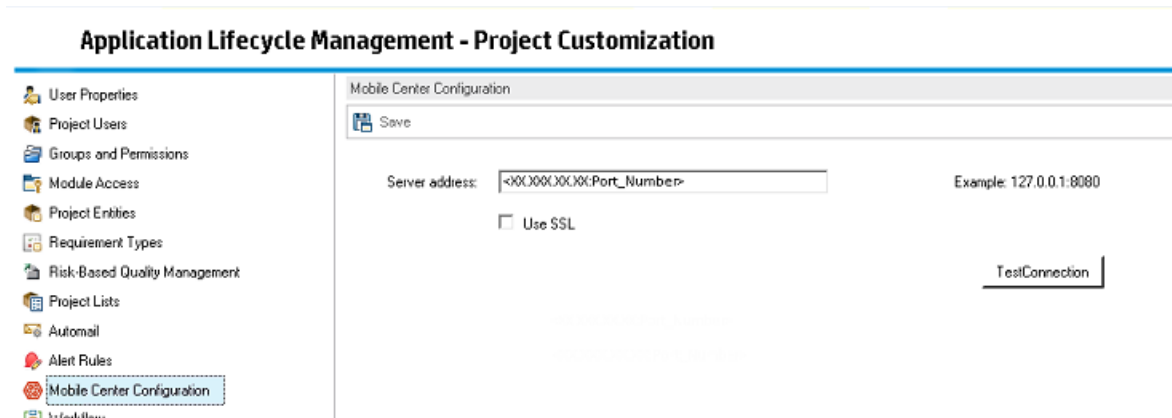 Application Lifecycle Management - Project Customization
User Properties
Project Users
Groups and Permissions
Module Access
Project Entities
Requirement Types
Risk-Based Quality Management
Project Lists
Automail
Alert Rules
Mobile Center Configuration
Workflow
Mobile Center Configuration
Save
Server address: <XX.XXX.XX.XX:Port_Number> Example: 127.0.0.1:8080
Use SSL
TestConnection